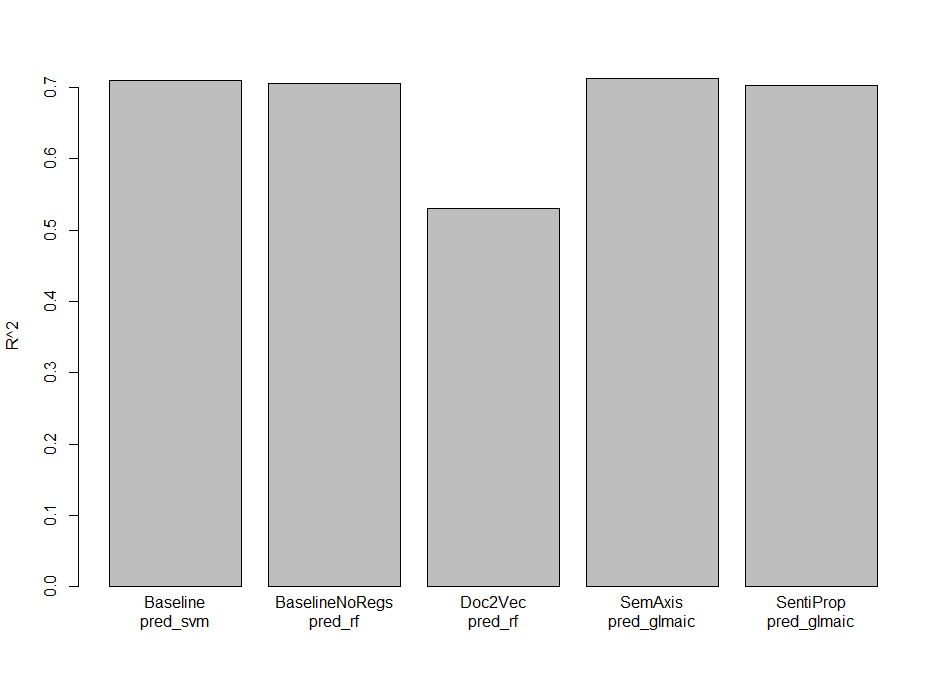 R^2
0.7
0.6
0.5
0.4
0.3
0.2
0.1
0.0
Baseline
pred_svm
BaselineNoRegs
pred_rf
Doc2Vec
pred_rf
SemAxis
pred_glmaic
SentiProp
pred_glmaic